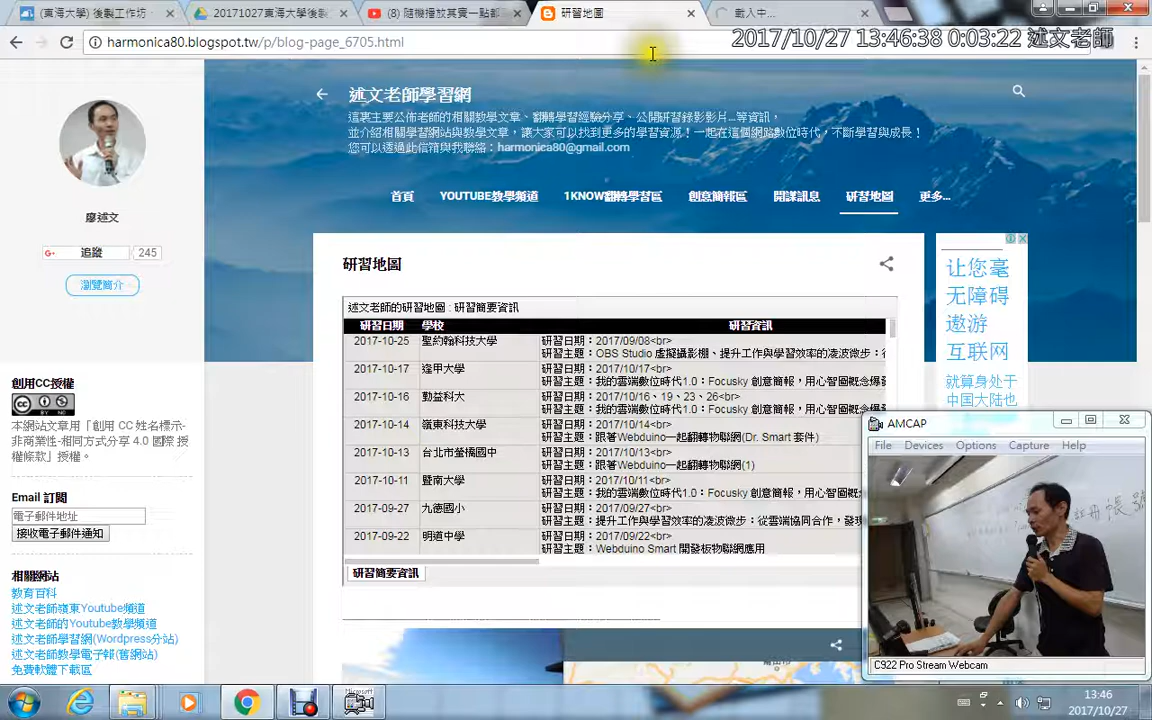 (東海大學) 後製工作坊
20171027東海大學後製
(8) 隨機播放其實一點都
研習地圖
載入中...
harmonica80.blogspot.tw/p/blog-page_6705.html
2017/10/27 13:46:38 0:03:22 述文老師
述文老師學習網
這裏主要公佈老師的相關教學文章、翻轉學習經驗分享、公開研習錄影影片...等資訊,
並介紹相關學習網站與教學文章，讓大家可以找到更多的學習資源！一起在這個網路數位時代，不斷學習與成長！
您可以透過此信箱與我聯絡：harmonica80@gmail.com
首頁 YOUTUBE教學頻道 1KNOW翻轉學習區 創意簡報區 開課訊息 研習地圖 更多...
廖述文
G+ 追蹤 245
瀏覽簡介
創用CC授權
BY NC
本網站文章用「創用 CC 姓名標示-
非商業性-相同方式分享 4.0 國際 授
權條款」授權。
Email 訂閱
電子郵件地址
接收電子郵件通知
相關網站
教育百科
述文老師嶺東Youtube頻道
述文老師的Youtube教學頻道
述文老師學習網(Wordpress分站)
述文老師教學電子報(舊網站)
免費軟體下載區
研習地圖
述文老師的研習地圖 : 研習簡要資訊
研習日期 學校 研習資訊
2017-10-25 聖約翰科技大學 研習日期：2017/09/08<br>
研習主題：OBS Studio 虛擬攝影棚、提升工作與學習效率的凌波微步：
2017-10-17 逢甲大學 研習日期：2017/10/17<br>
研習主題：我的雲端數位時代1.0：Focusky 創意簡報，用心智圖概念爆
2017-10-16 勤益科大 研習日期：2017/10/16、19、23、26<br>
研習主題：我的雲端數位時代1.0：Focusky 創意簡報，用心智圖概念爆
2017-10-14 嶺東科技大學 研習日期：2017/10/14<br>
研習主題：跟著Webduino一起翻轉物聯網(Dr. Smart 套件)
2017-10-13 台北市螢橋國中 研習日期：2017/10/13<br>
研習主題：跟著Webduino一起翻轉物聯網(1)
2017-10-11 暨南大學 研習日期：2017/10/11<br>
研習主題：我的雲端數位時代1.0：Focusky 創意簡報，用心智圖概
2017-09-27 九德國小 研習日期：2017/09/27<br>
研習主題：提升工作與學習效率的凌波微步：從雲端協同合作，發現
2017-09-22 明道中學 研習日期：2017/09/22<br>
研習主題：Webduino Smart 開發板物聯網應用
研習簡要資訊
让您毫
无障碍
遨游
互联网
就算身处于
中国大陆也
AMCAP
File Devices Options Capture Help
註冊 帳 號
C922 Pro Stream Webcam
Microsoft
13:46
2017/10/27